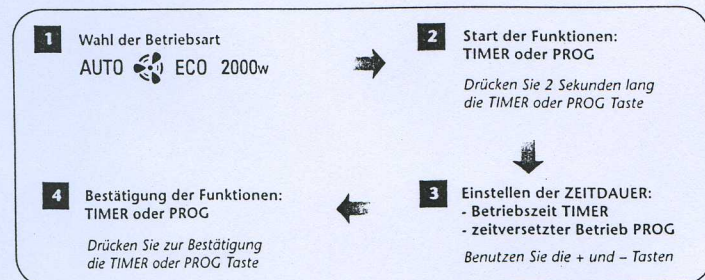 1 Wahl der Betriebsart
AUTO ECO 2000w
2 Start der Funktionen:
TIMER oder PROG
Drücken Sie 2 Sekunden lang
die TIMER oder PROG Taste
3 Einstellen der ZEITDAUER:
- Betriebszeit TIMER
- zeitversetzter Betrieb PROG
Benutzen Sie die + und – Tasten
4 Bestätigung der Funktionen:
TIMER oder PROG
Drücken Sie zur Bestätigung
die TIMER oder PROG Taste